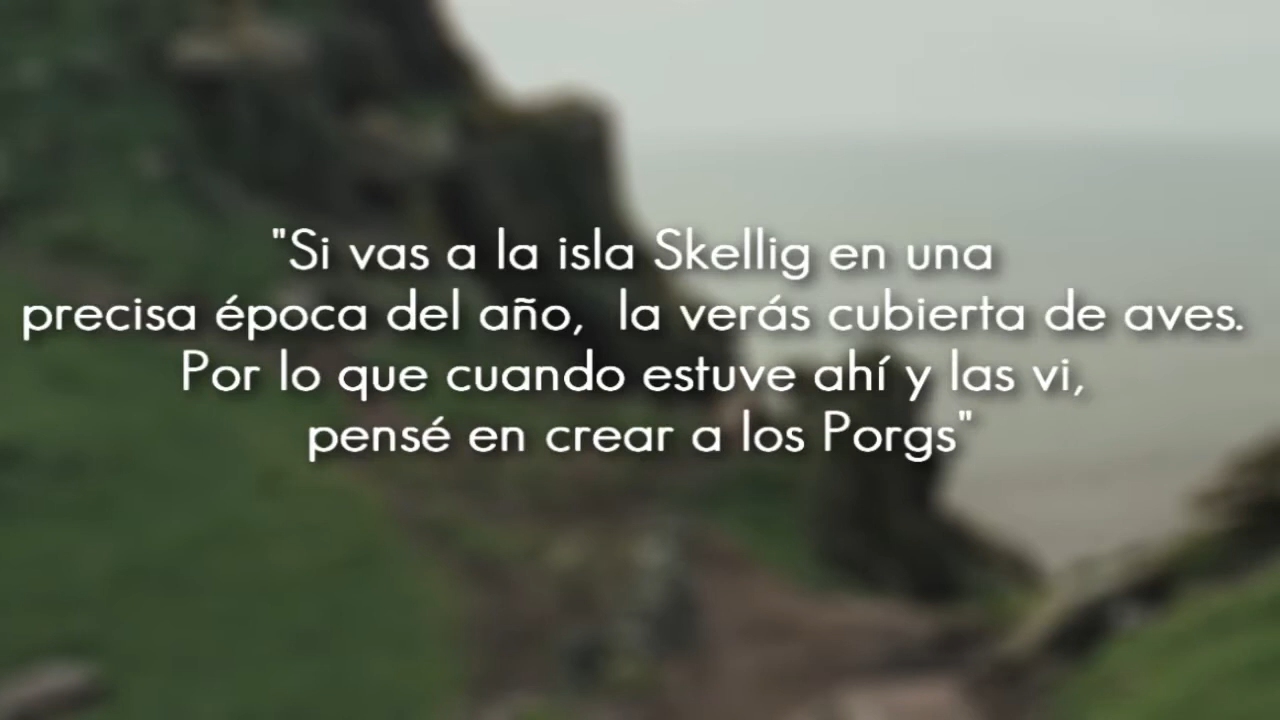 "Si vas a la isla Skellig en una
precisa época del año,  la verás cubierta de aves.
Por lo que cuando estuve ahí y las vi,
pensé en crear a los Porgs"